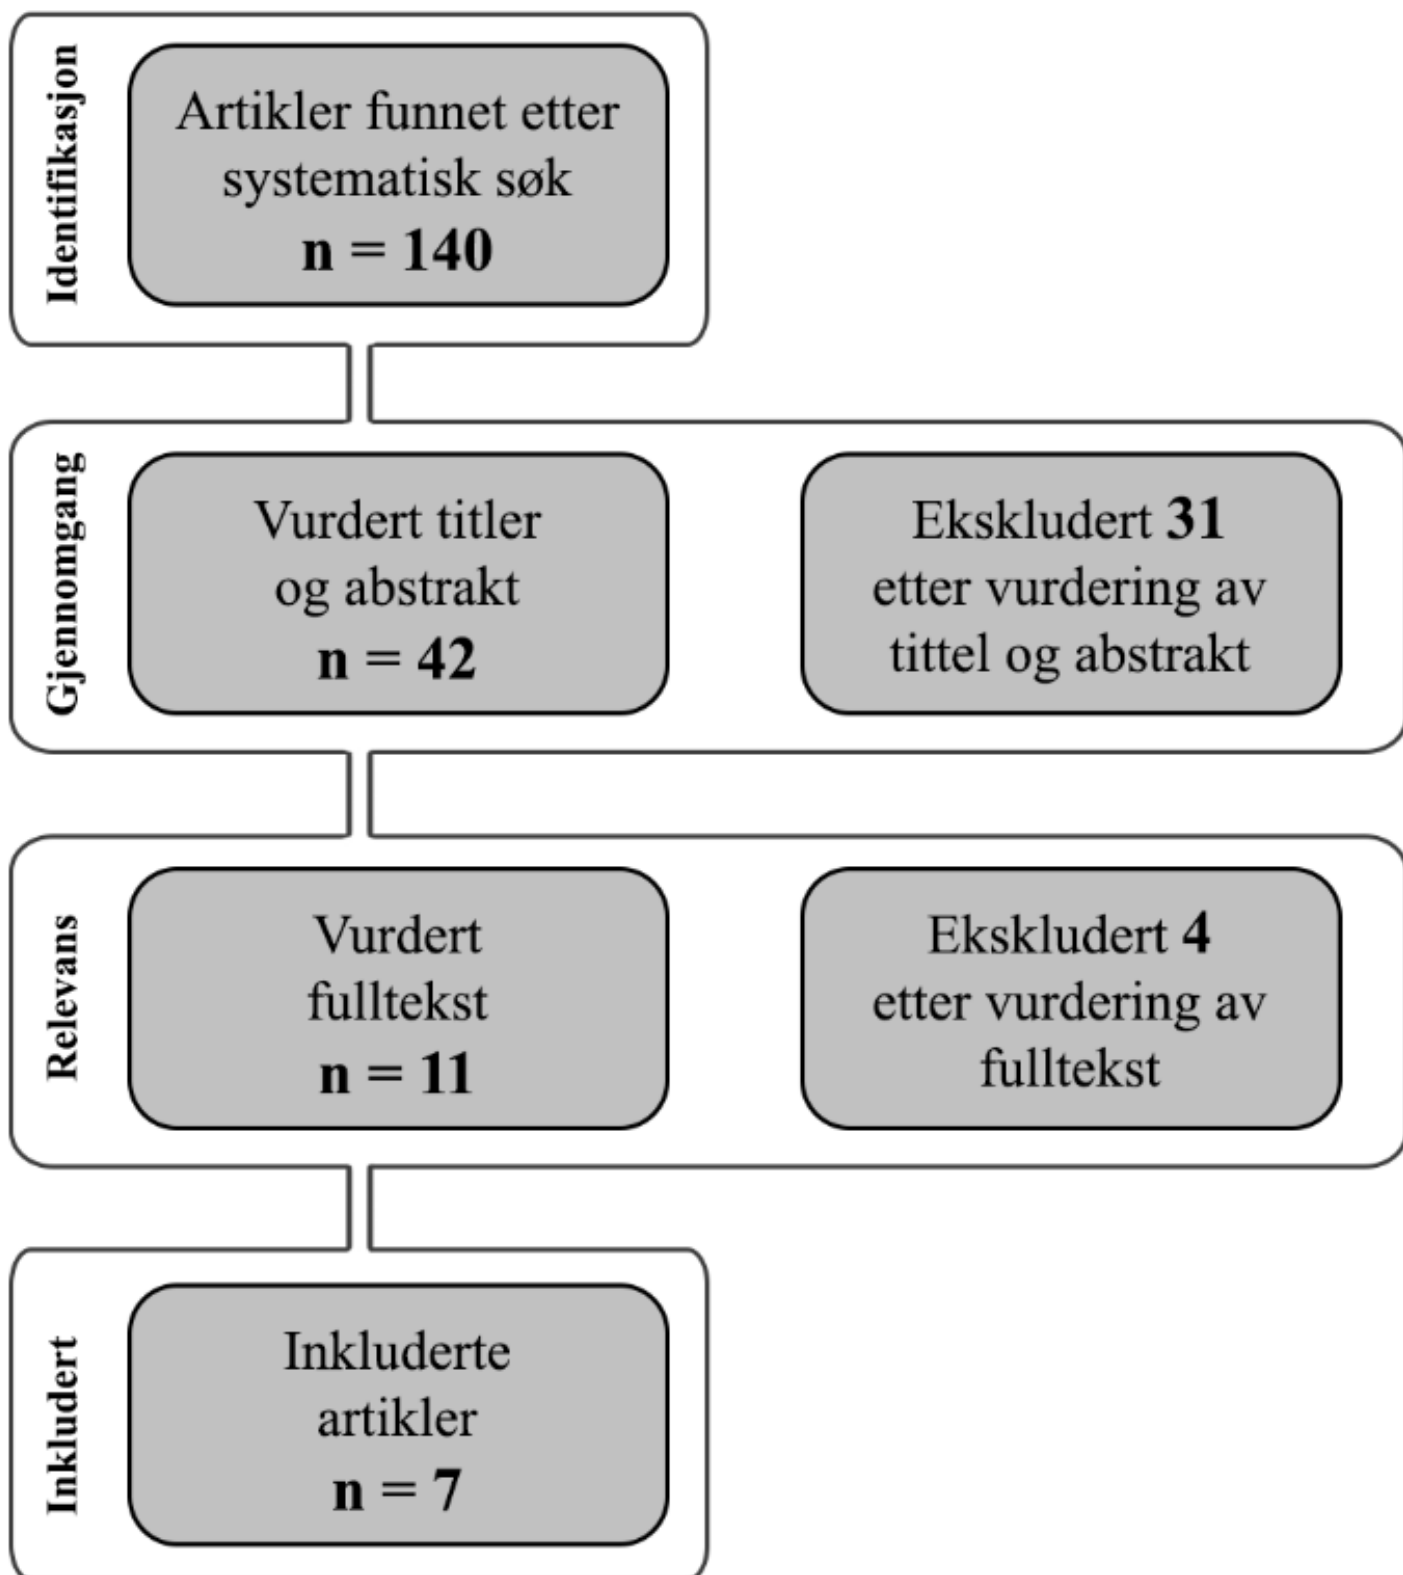 Identifikasjon
Artikler funnet etter
systematisk søk
n = 140
Gjennomgang
Vurdert titler
og abstrakt
n = 42
Ekskludert 31
etter vurdering av
tittel og abstrakt
Relevans
Vurdert
fulltekst
n = 11
Ekskludert 4
etter vurdering av
fulltekst
Inkludert
Inkluderte
artikler
n = 7